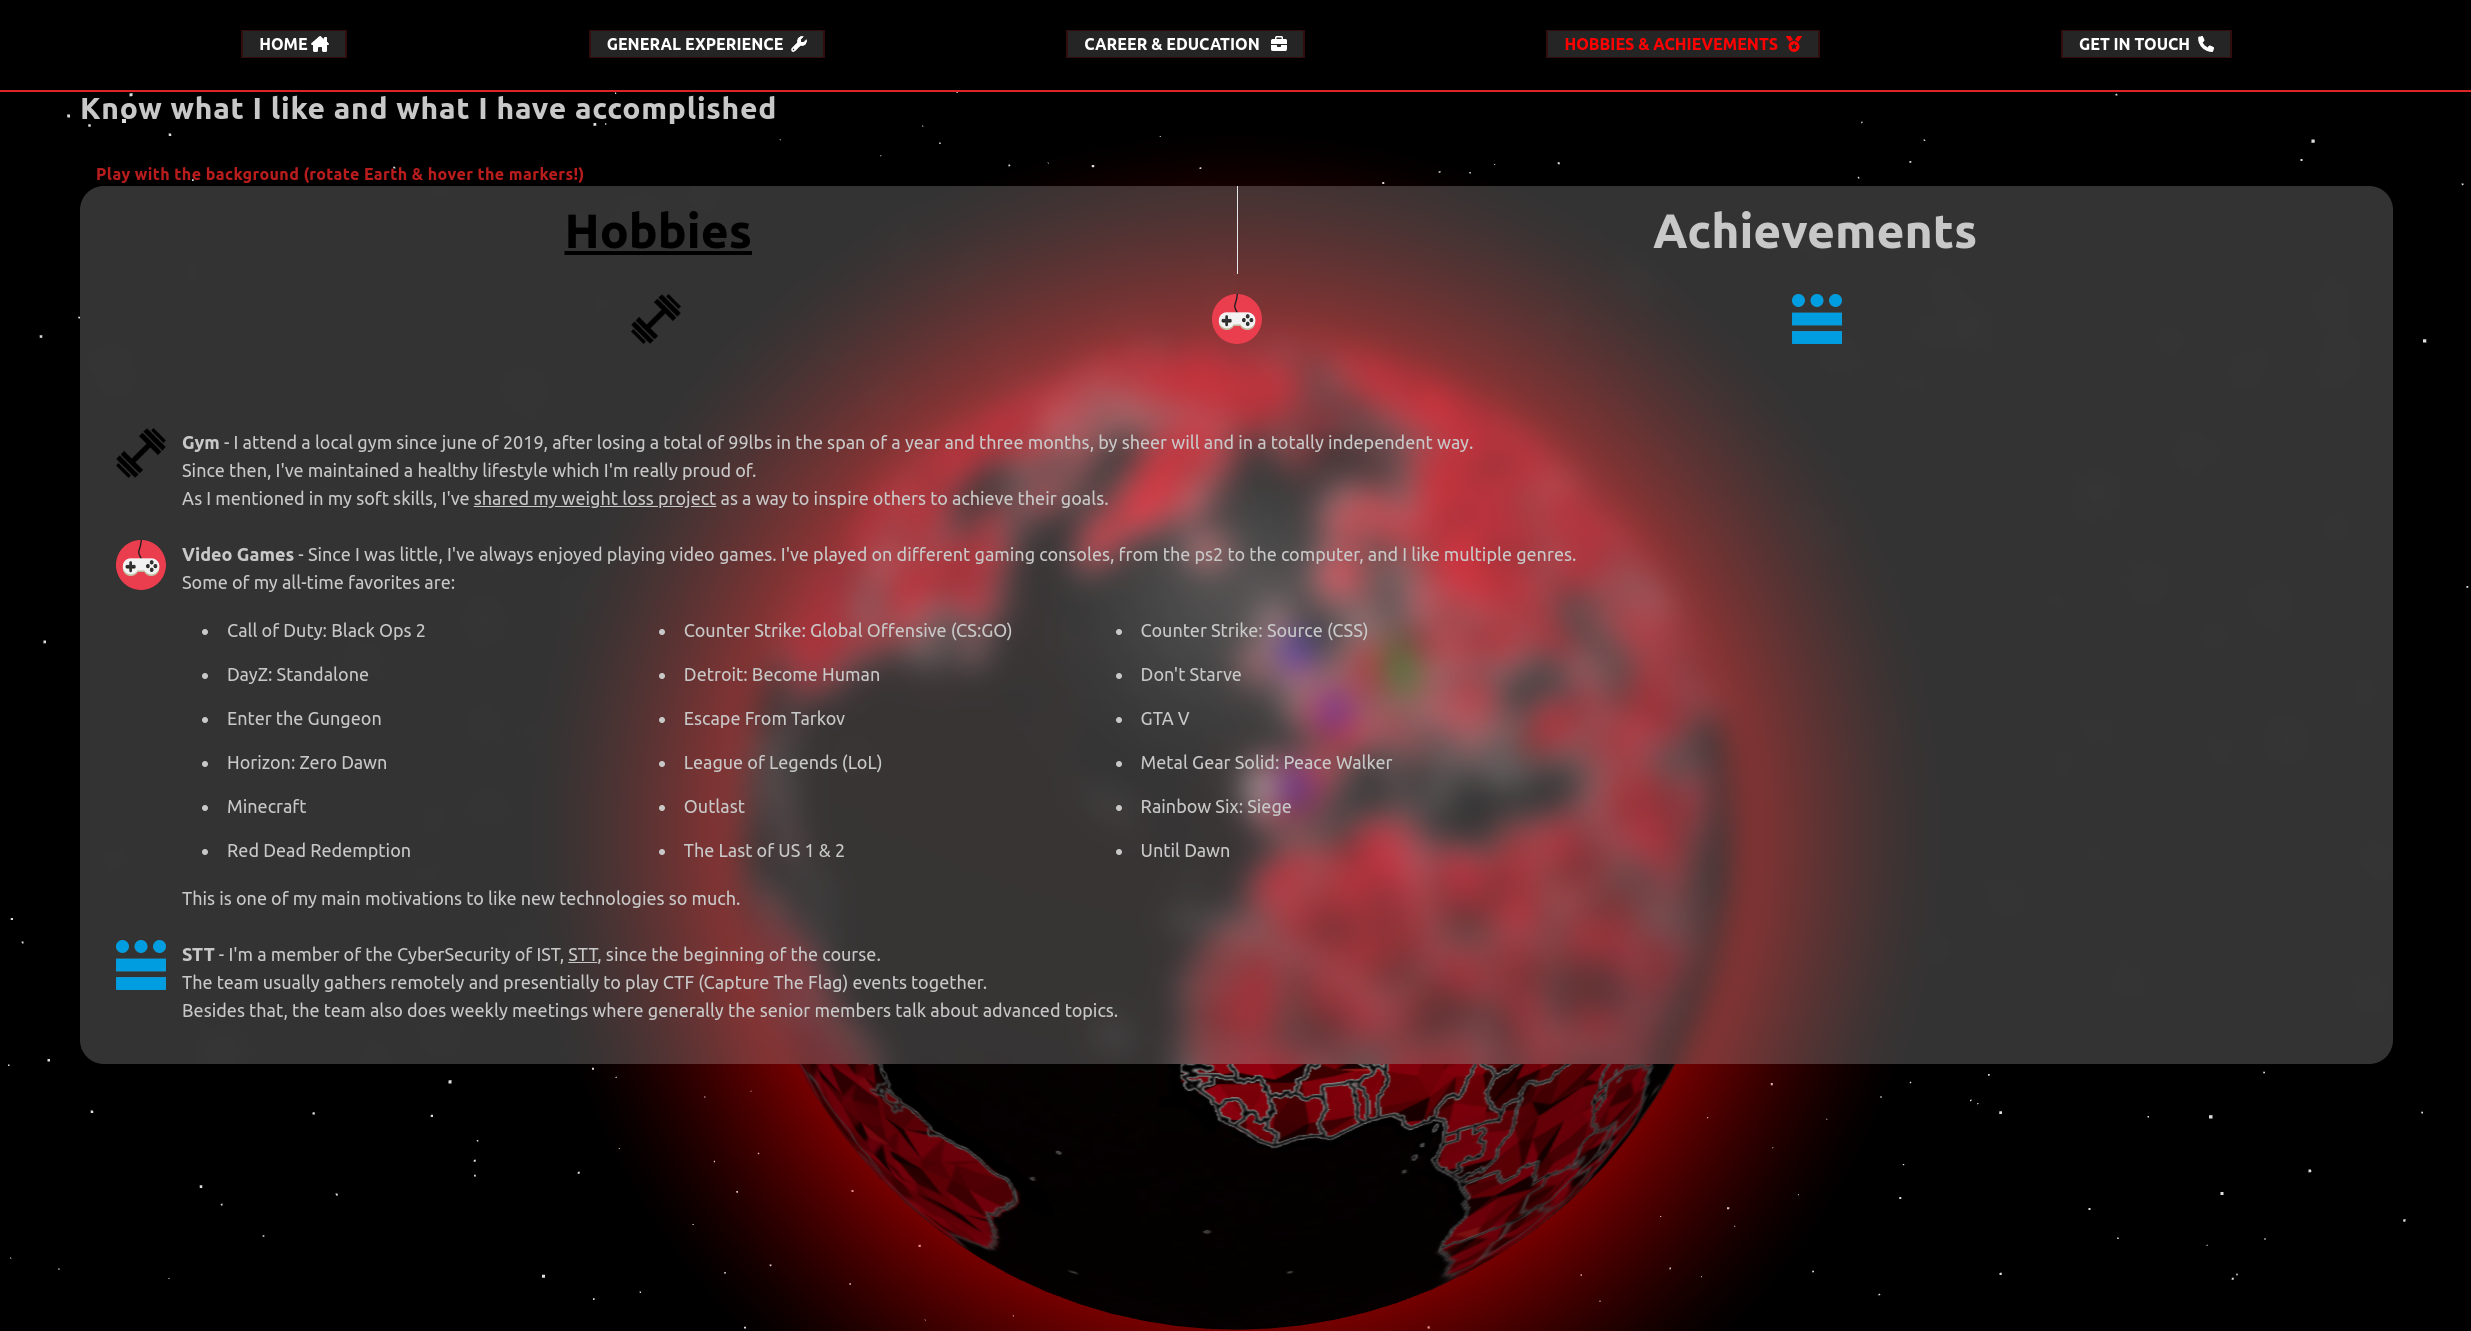 HOME
GENERAL EXPERIENCE
CAREER & EDUCATION
HOBBIES & ACHIEVEMENTS
GET IN TOUCH
Know what I like and what I have accomplished
Play with the background (rotate Earth & hover the markers!)
Hobbies
Achievements
Gym - I attend a local gym since june of 2019, after losing a total of 99lbs in the span of a year and three months, by sheer will and in a totally independent way.
Since then, I've maintained a healthy lifestyle which I'm really proud of.
As I mentioned in my soft skills, I've shared my weight loss project as a way to inspire others to achieve their goals.
Video Games - Since I was little, I've always enjoyed playing video games. I've played on different gaming consoles, from the ps2 to the computer, and I like multiple genres.
Some of my all-time favorites are:
• Call of Duty: Black Ops 2
• Counter Strike: Global Offensive (CS:GO)
• Counter Strike: Source (CSS)
• DayZ: Standalone
• Detroit: Become Human
• Don't Starve
• Enter the Gungeon
• Escape From Tarkov
• GTA V
• Horizon: Zero Dawn
• League of Legends (LoL)
• Metal Gear Solid: Peace Walker
• Minecraft
• Outlast
• Rainbow Six: Siege
• Red Dead Redemption
• The Last of US 1 & 2
• Until Dawn
This is one of my main motivations to like new technologies so much.
STT - I'm a member of the CyberSecurity of IST, STT, since the beginning of the course.
The team usually gathers remotely and presentially to play CTF (Capture The Flag) events together.
Besides that, the team also does weekly meetings where generally the senior members talk about advanced topics.